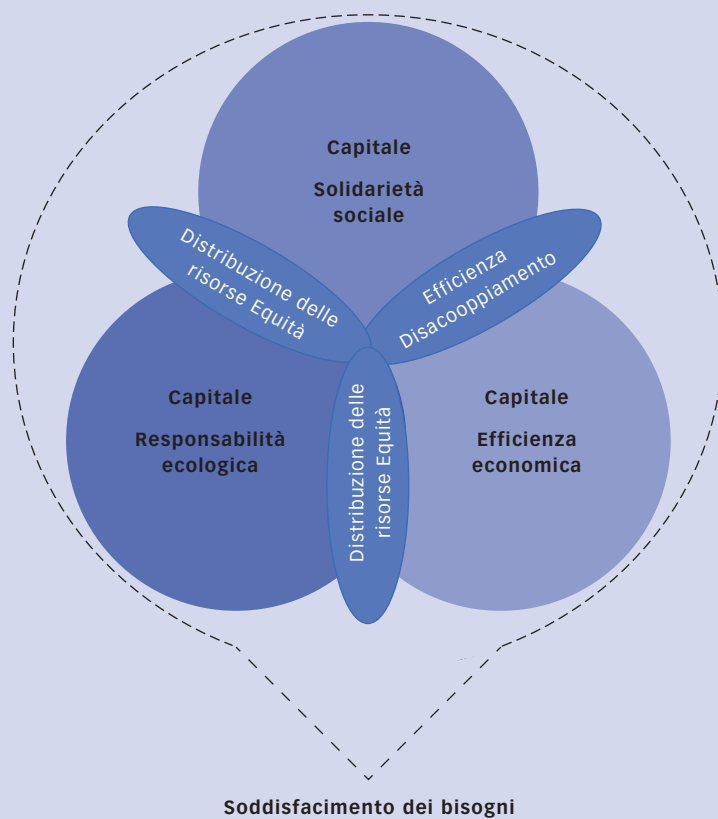 Capitale
Solidarietà
sociale
Distribuzione delle
risorse Equità
Efficienza
Disacooppiamento
Capitale
Responsabilità
ecologica
Distribuzione delle
risorse Equità
Capitale
Efficienza
economica
Soddisfacimento dei bisogni